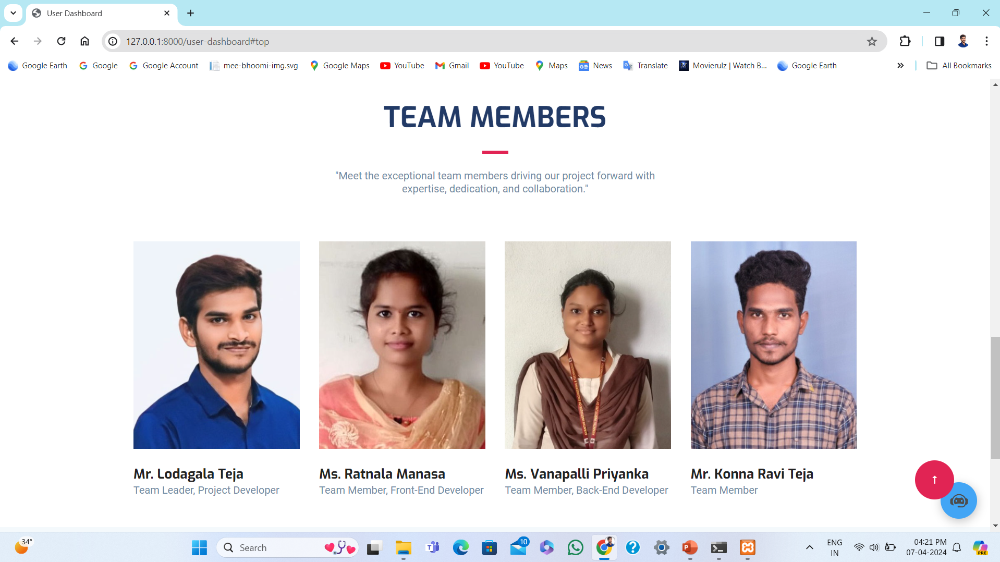 User Dashboard
127.0.0.1:8000/user-dashboard#top
Google Earth Google Google Account mee-bhoomi-img.svg Google Maps YouTube Gmail YouTube Maps News Translate Movierulz | Watch B... Google Earth All Bookmarks
TEAM MEMBERS
"Meet the exceptional team members driving our project forward with
expertise, dedication, and collaboration."
Mr. Lodagala Teja
Team Leader, Project Developer
Ms. Ratnala Manasa
Team Member, Front-End Developer
Ms. Vanapalli Priyanka
Team Member, Back-End Developer
Mr. Konna Ravi Teja
Team Member
34°
Search
10
PRE
ENG
IN
04:21 PM
07-04-2024